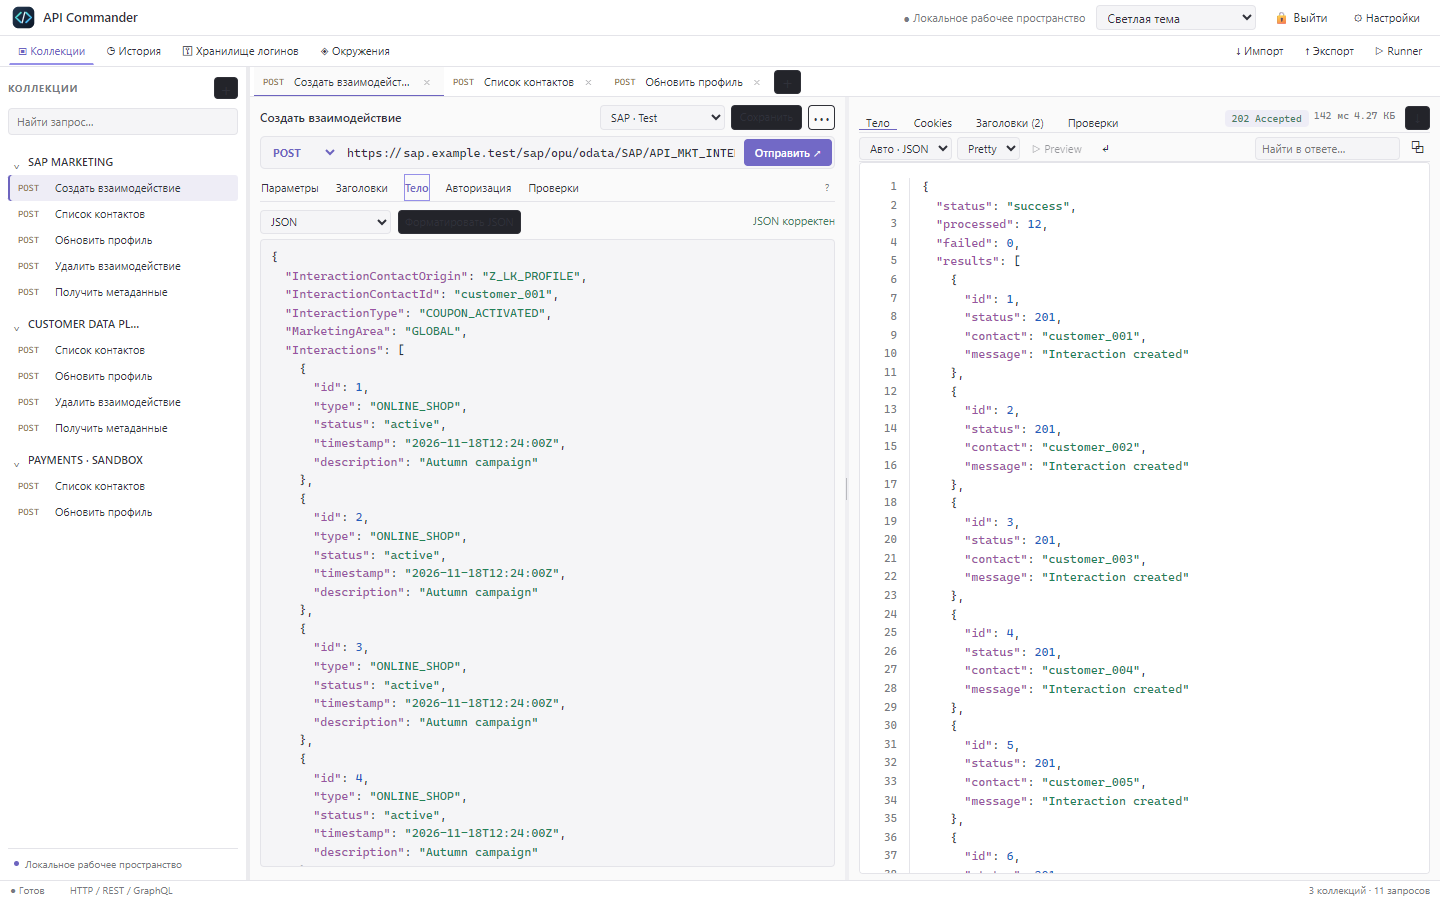 API Commander
● Локальное рабочее пространство
Светлая тема
Выйти
Настройки
Коллекции
История
Хранилище логинов
Окружения
↓ Импорт
↑ Экспорт
▷ Runner
КОЛЛЕКЦИИ
Найти запрос...
SAP MARKETING
POST Создать взаимодействие
POST Список контактов
POST Обновить профиль
POST Удалить взаимодействие
POST Получить метаданные
CUSTOMER DATA PL...
POST Список контактов
POST Обновить профиль
POST Удалить взаимодействие
POST Получить метаданные
PAYMENTS · SANDBOX
POST Список контактов
POST Обновить профиль
● Локальное рабочее пространство
POST Создать взаимодейст... ×
POST Список контактов ×
POST Обновить профиль ×
Создать взаимодействие
SAP · Test
Сохранить
...
POST
https://sap.example.test/sap/opu/odata/SAP/API_MKT_INTE
Отправить ↗
Параметры
Заголовки
Тело
Авторизация
Проверки
?
JSON
Форматировать JSON
JSON корректен
{
"InteractionContactOrigin": "Z_LK_PROFILE",
"InteractionContactId": "customer_001",
"InteractionType": "COUPON_ACTIVATED",
"MarketingArea": "GLOBAL",
"Interactions": [
{
"id": 1,
"type": "ONLINE_SHOP",
"status": "active",
"timestamp": "2026-11-18T12:24:00Z",
"description": "Autumn campaign"
},
{
"id": 2,
"type": "ONLINE_SHOP",
"status": "active",
"timestamp": "2026-11-18T12:24:00Z",
"description": "Autumn campaign"
},
{
"id": 3,
"type": "ONLINE_SHOP",
"status": "active",
"timestamp": "2026-11-18T12:24:00Z",
"description": "Autumn campaign"
},
{
"id": 4,
"type": "ONLINE_SHOP",
"status": "active",
"timestamp": "2026-11-18T12:24:00Z",
"description": "Autumn campaign"
Тело
Cookies
Заголовки (2)
Проверки
202 Accepted
142 мс 4.27 КБ
Авто · JSON
Pretty
▷ Preview
Найти в ответе...
1 {
2 "status": "success",
3 "processed": 12,
4 "failed": 0,
5 "results": [
6 {
7 "id": 1,
8 "status": 201,
9 "contact": "customer_001",
10 "message": "Interaction created"
11 },
12 {
13 "id": 2,
14 "status": 201,
15 "contact": "customer_002",
16 "message": "Interaction created"
17 },
18 {
19 "id": 3,
20 "status": 201,
21 "contact": "customer_003",
22 "message": "Interaction created"
23 },
24 {
25 "id": 4,
26 "status": 201,
27 "contact": "customer_004",
28 "message": "Interaction created"
29 },
30 {
31 "id": 5,
32 "status": 201,
33 "contact": "customer_005",
34 "message": "Interaction created"
35 },
36 {
37 "id": 6,
● Готов
HTTP / REST / GraphQL
3 коллекций · 11 запросов